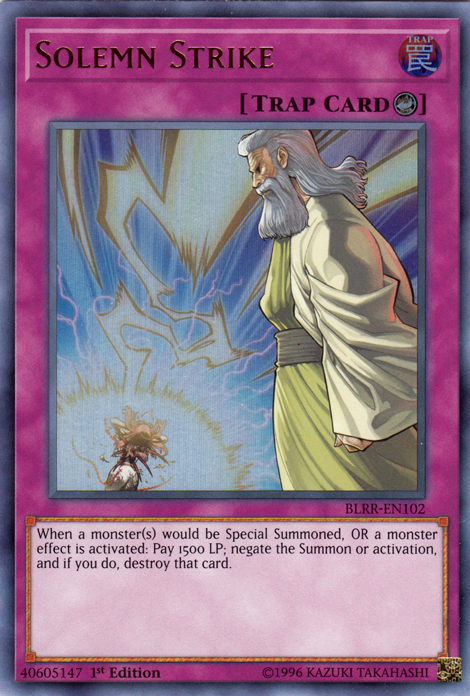 SOLEMN STRIKE
TRAP
罠
[TRAP CARD]
BLRR-EN102
When a monster(s) would be Special Summoned, OR a monster
effect is activated: Pay 1500 LP; negate the Summon or activation,
and if you do, destroy that card.
40605147 1st Edition
©1996 KAZUKI TAKAHASHI